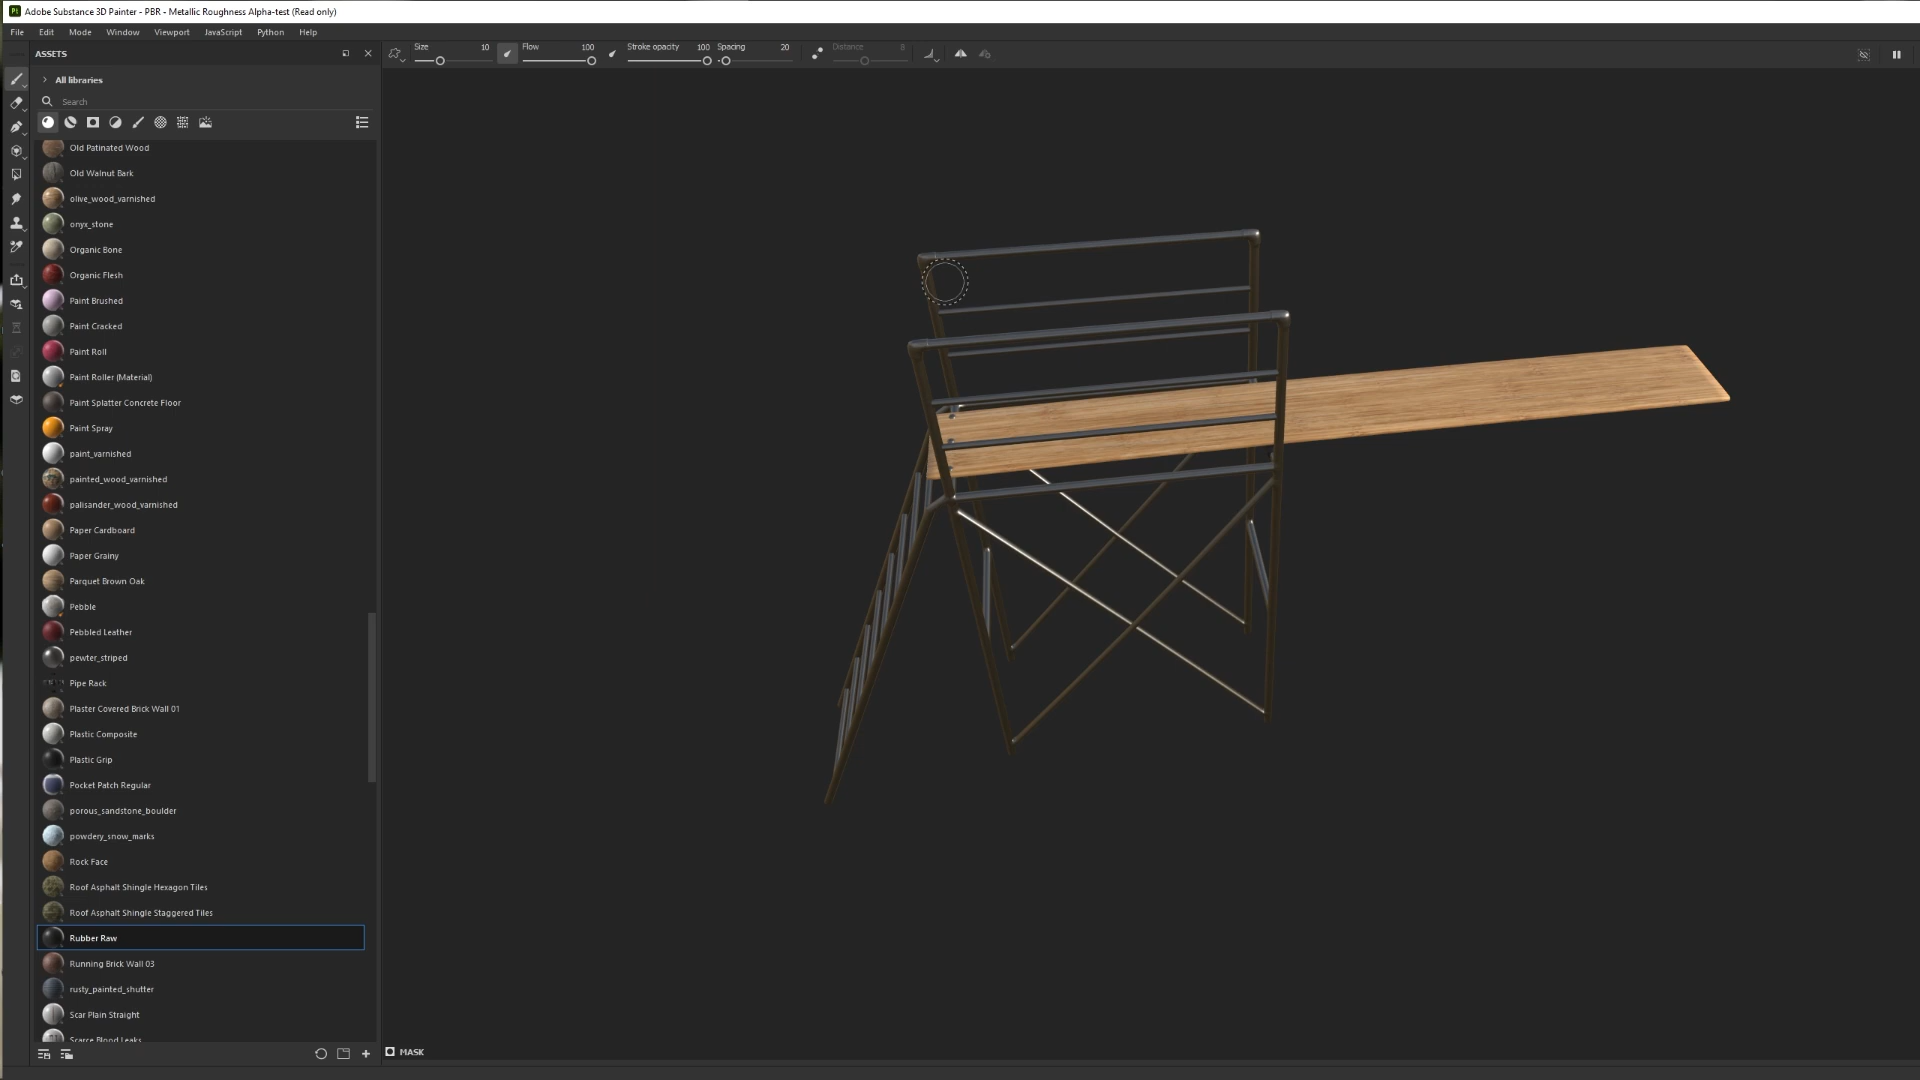 Pt Adobe Substance 3D Painter - PBR - Metallic Roughness Alpha-test (Read only)
File Edit Mode Window Viewport JavaScript Python Help
ASSETS
Size 10 Flow 100 Stroke opacity 100 Spacing 20 Distance 8
All libraries
Search
Old Patinated Wood
Old Walnut Bark
olive_wood_varnished
onyx_stone
Organic Bone
Organic Flesh
Paint Brushed
Paint Cracked
Paint Roll
Paint Roller (Material)
Paint Splatter Concrete Floor
Paint Spray
paint_varnished
painted_wood_varnished
palisander_wood_varnished
Paper Cardboard
Paper Grainy
Parquet Brown Oak
Pebble
Pebbled Leather
pewter_striped
Pipe Rack
Plaster Covered Brick Wall 01
Plastic Composite
Plastic Grip
Pocket Patch Regular
porous_sandstone_boulder
powdery_snow_marks
Rock Face
Roof Asphalt Shingle Hexagon Tiles
Roof Asphalt Shingle Staggered Tiles
Rubber Raw
Running Brick Wall 03
rusty_painted_shutter
Scar Plain Straight
Scarce Blood Leaks
MASK